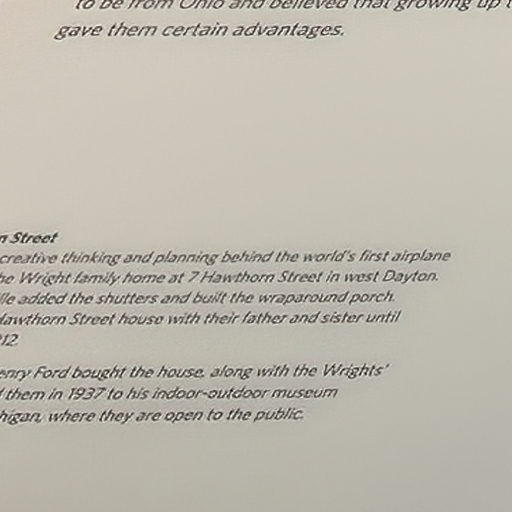 to be from Ohio and believed that growing up
gave them certain advantages.
n Street
creative thinking and planning behind the world's first airplane
he Wright family home at 7 Hawthorn Street in west Dayton.
lle added the shutters and built the wraparound porch.
Hawthorn Street house with their father and sister until
12.
enry Ford bought the house, along with the Wrights'
them in 1937 to his indoor-outdoor museum
higan, where they are open to the public.